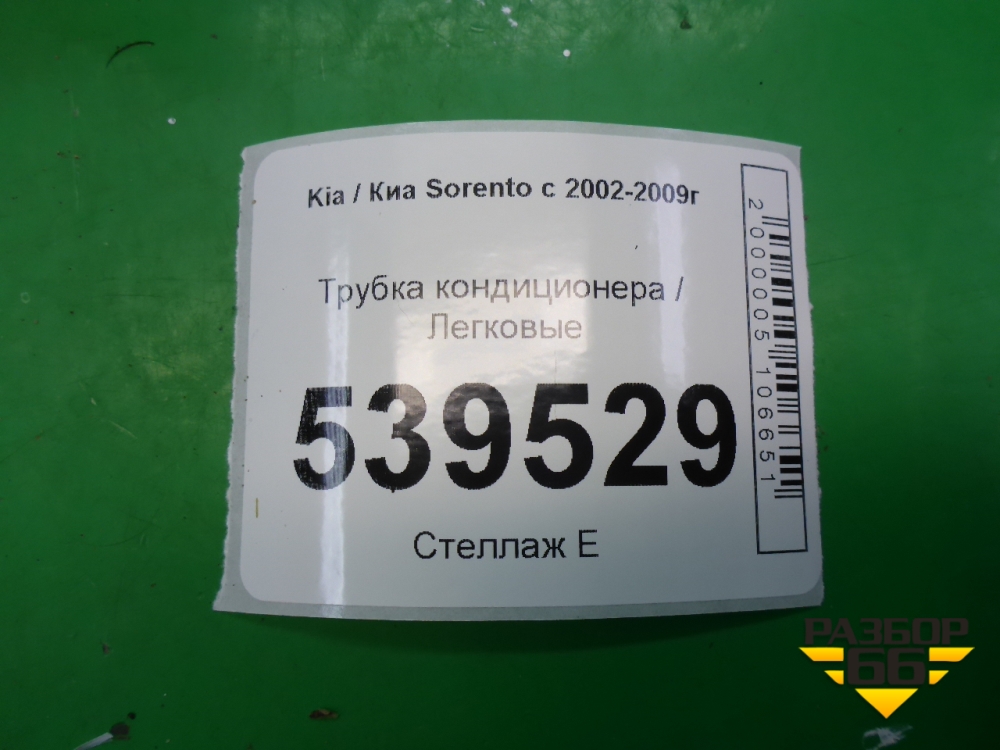 Kia / Киа Sorento с 2002-2009г
Трубка кондиционера /
Легковые
539529
Стеллаж Е
2000005106651
РАЗБОР
66